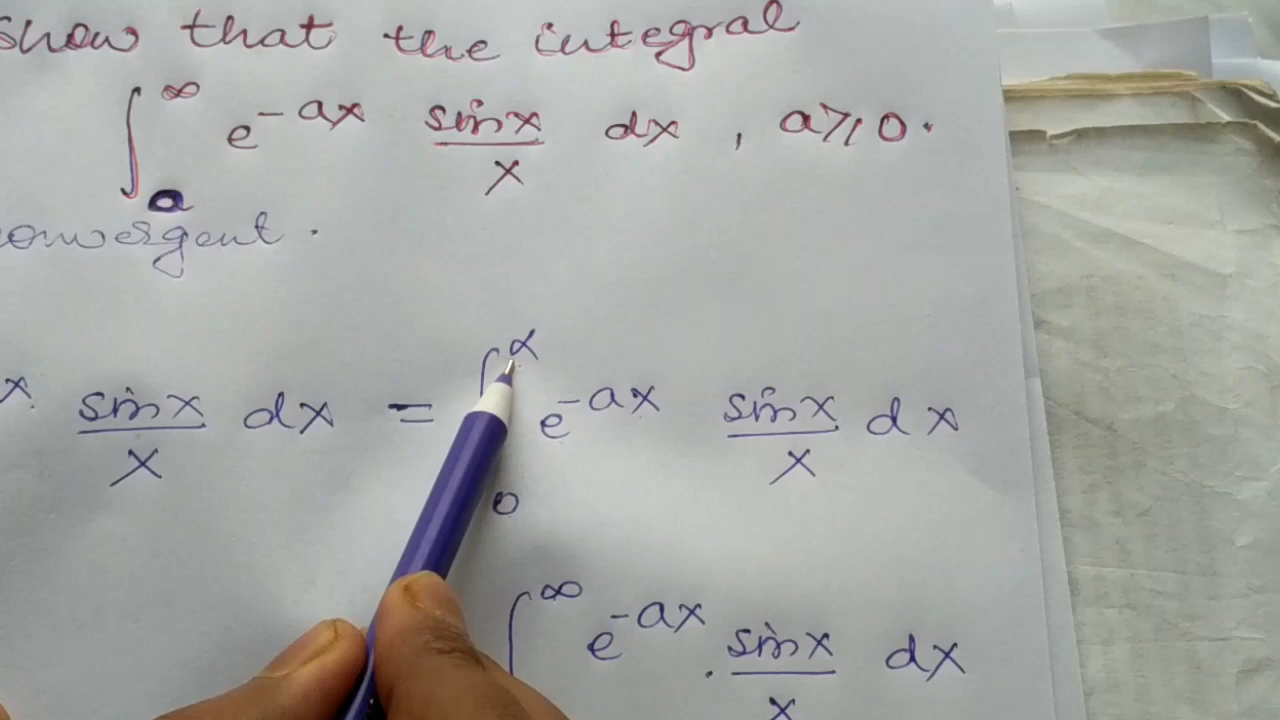 show that the integral
∫_a^∞ e^{-ax} sinx/x dx , a≥0.
convergent.
x. sinx/x dx = ∫_0^α e^{-ax} sinx/x dx
∫^∞ e^{-ax} . sinx/x dx